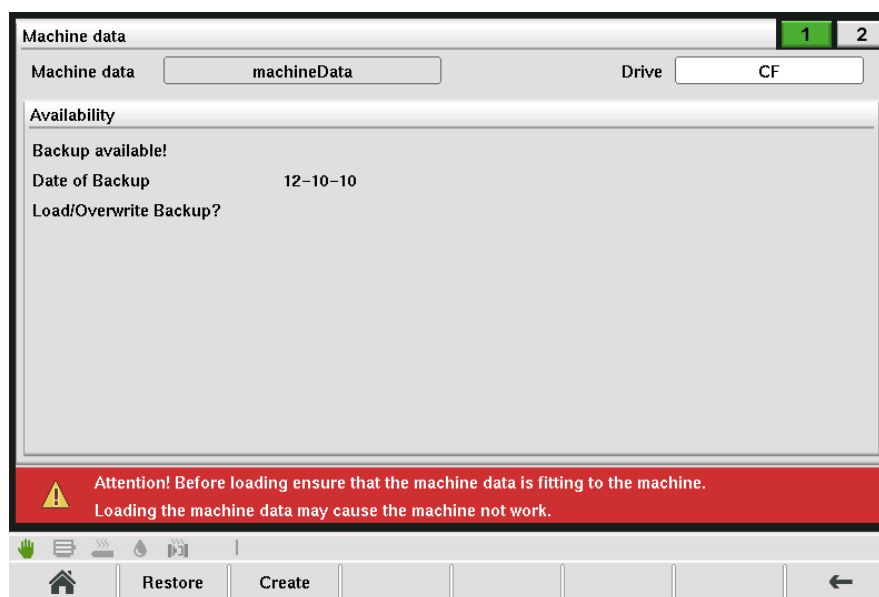 Machine data
1
2
Machine data
machineData
Drive
CF
Availability
Backup available!
Date of Backup
12-10-10
Load/Overwrite Backup?
Attention! Before loading ensure that the machine data is fitting to the machine.
Loading the machine data may cause the machine not work.
Restore
Create